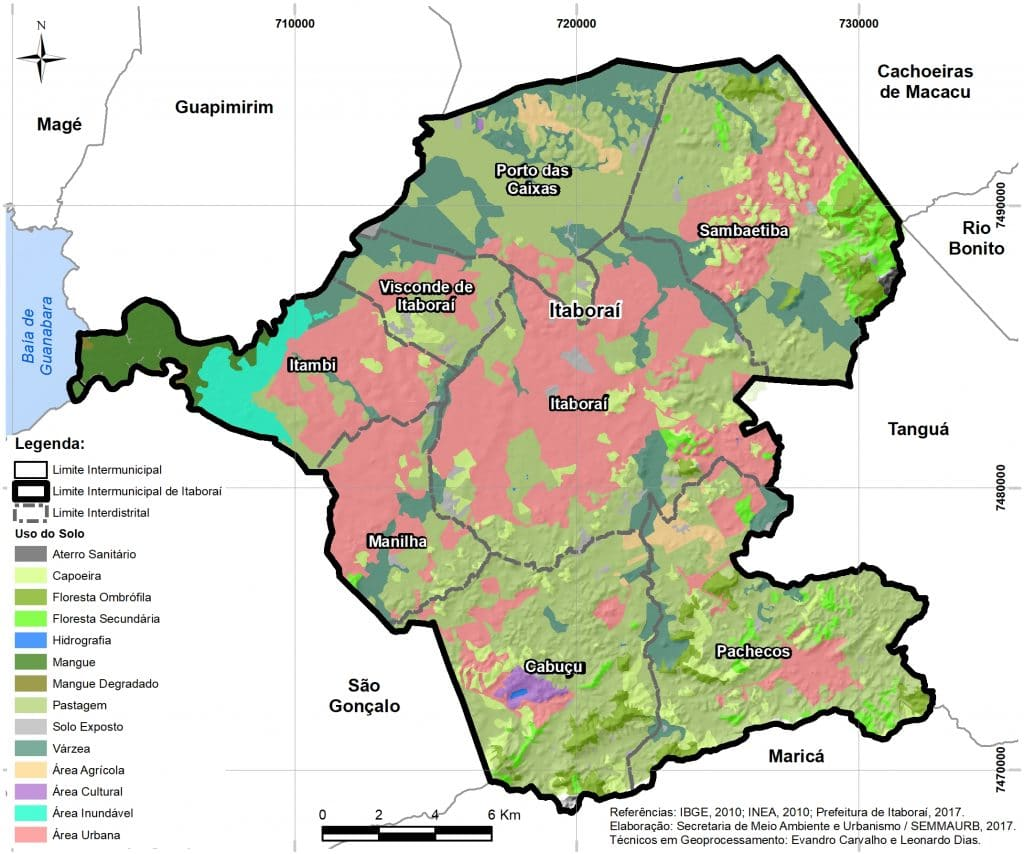 710000
720000
730000
N
Magé
Guapimirim
Cachoeiras
de Macacu
Porto das
Caixas
7490000
Sambaetiba
Rio
Bonito
Visconde de
Itaboraí
Itaboraí
Baía de
Guanabara
Itambi
Itaboraí
Tanguá
7480000
Manilha
Cabuçu
Pachecos
São
Gonçalo
Maricá
7470000
Legenda:
Limite Intermunicipal
Limite Intermunicipal de Itaboraí
Limite Interdistrital
Uso do Solo
Aterro Sanitário
Capoeira
Floresta Ombrófila
Floresta Secundária
Hidrografia
Mangue
Mangue Degradado
Pastagem
Solo Exposto
Várzea
Área Agrícola
Área Cultural
Área Inundável
Área Urbana
0 2 4 6 Km
Referências: IBGE, 2010; INEA, 2010; Prefeitura de Itaboraí, 2017.
Elaboração: Secretaria de Meio Ambiente e Urbanismo / SEMMAURB, 2017.
Técnicos em Geoprocessamento: Evandro Carvalho e Leonardo Dias.